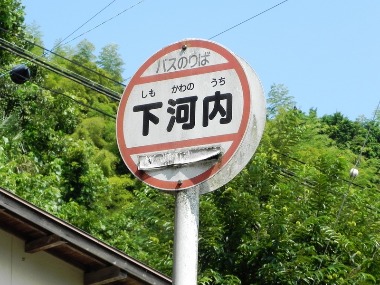 バスのりば
しも かわの うち
下河内